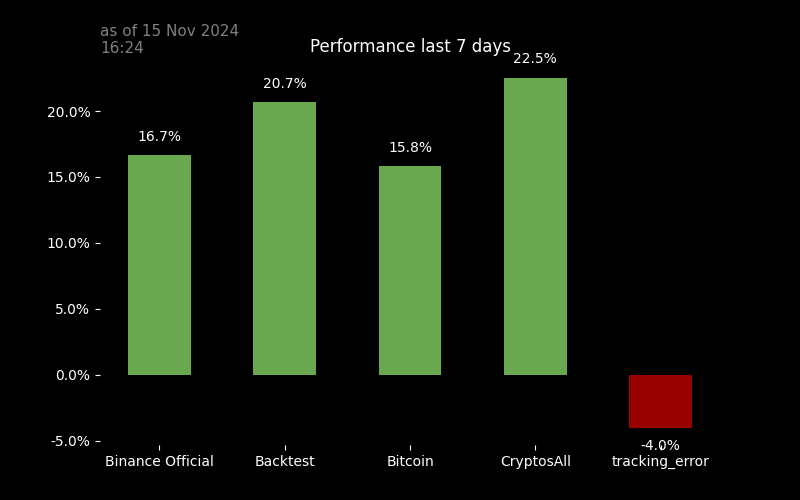 as of 15 Nov 2024
16:24
Performance last 7 days
22.5%
20.7%
16.7%
15.8%
20.0%
15.0%
10.0%
5.0%
0.0%
-5.0%
-4.0%
Binance Official
Backtest
Bitcoin
CryptosAll
tracking_error